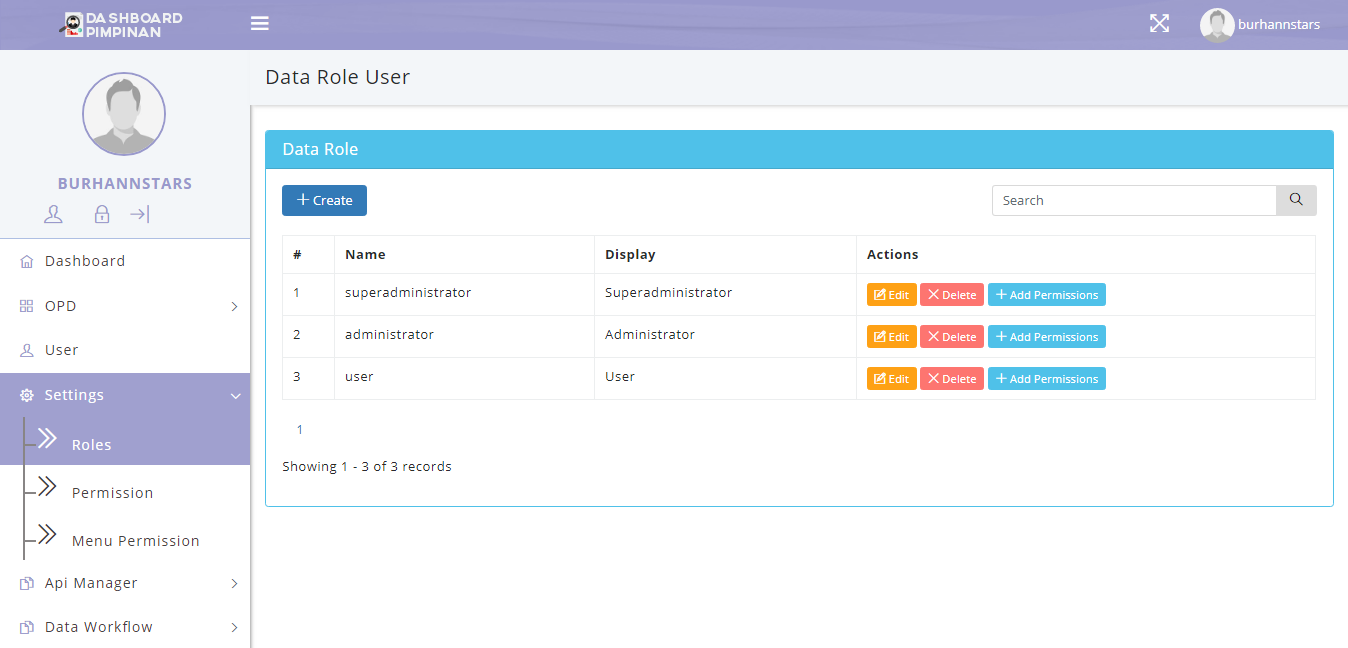 DASHBOARD
PIMPINAN
burhannstars
BURHANNSTARS
Dashboard
OPD
User
Settings
Roles
Permission
Menu Permission
Api Manager
Data Workflow
Data Role User
Data Role
Create
Search
# Name Display Actions
1 superadministrator Superadministrator Edit Delete Add Permissions
2 administrator Administrator Edit Delete Add Permissions
3 user User Edit Delete Add Permissions
1
Showing 1 - 3 of 3 records